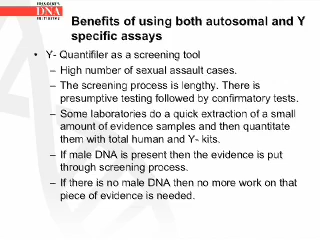 PRESIDENT'S
DNA
INITIATIVE
Benefits of using both autosomal and Y
specific assays
• Y- Quantifiler as a screening tool
– High number of sexual assault cases.
– The screening process is lengthy. There is
presumptive testing followed by confirmatory tests.
– Some laboratories do a quick extraction of a small
amount of evidence samples and then quantitate
them with total human and Y- kits.
– If male DNA is present then the evidence is put
through screening process.
– If there is no male DNA then no more work on that
piece of evidence is needed.